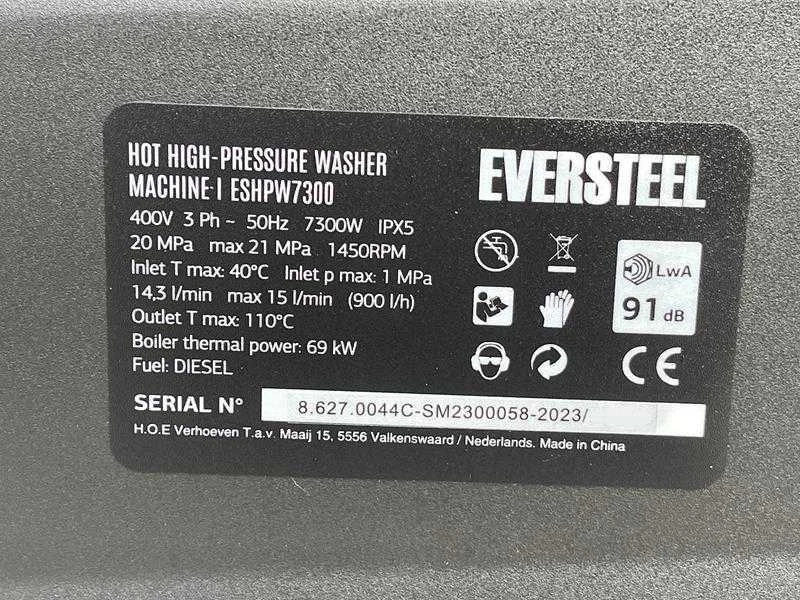 HOT HIGH-PRESSURE WASHER
MACHINE-I ESHPW7300
EVERSTEEL
400V 3 Ph ~ 50Hz 7300W IPX5
20 MPa max 21 MPa 1450RPM
Inlet T max: 40°C Inlet p max: 1 MPa
14,3 l/min max 15 l/min (900 l/h)
Outlet T max: 110°C
Boiler thermal power: 69 kW
Fuel: DIESEL
LwA
91 dB
CE
SERIAL N° 8.627.0044C-SM2300058-2023/
H.O.E Verhoeven T.a.v. Maaij 15, 5556 Valkenswaard / Nederlands. Made in China